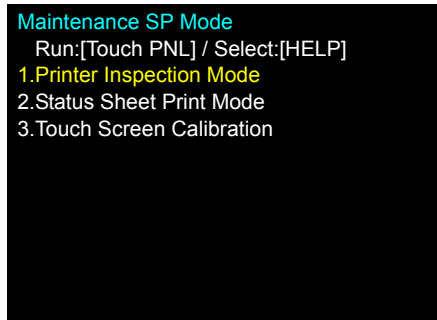 Maintenance SP Mode
Run:[Touch PNL] / Select:[HELP]
1.Printer Inspection Mode
2.Status Sheet Print Mode
3.Touch Screen Calibration